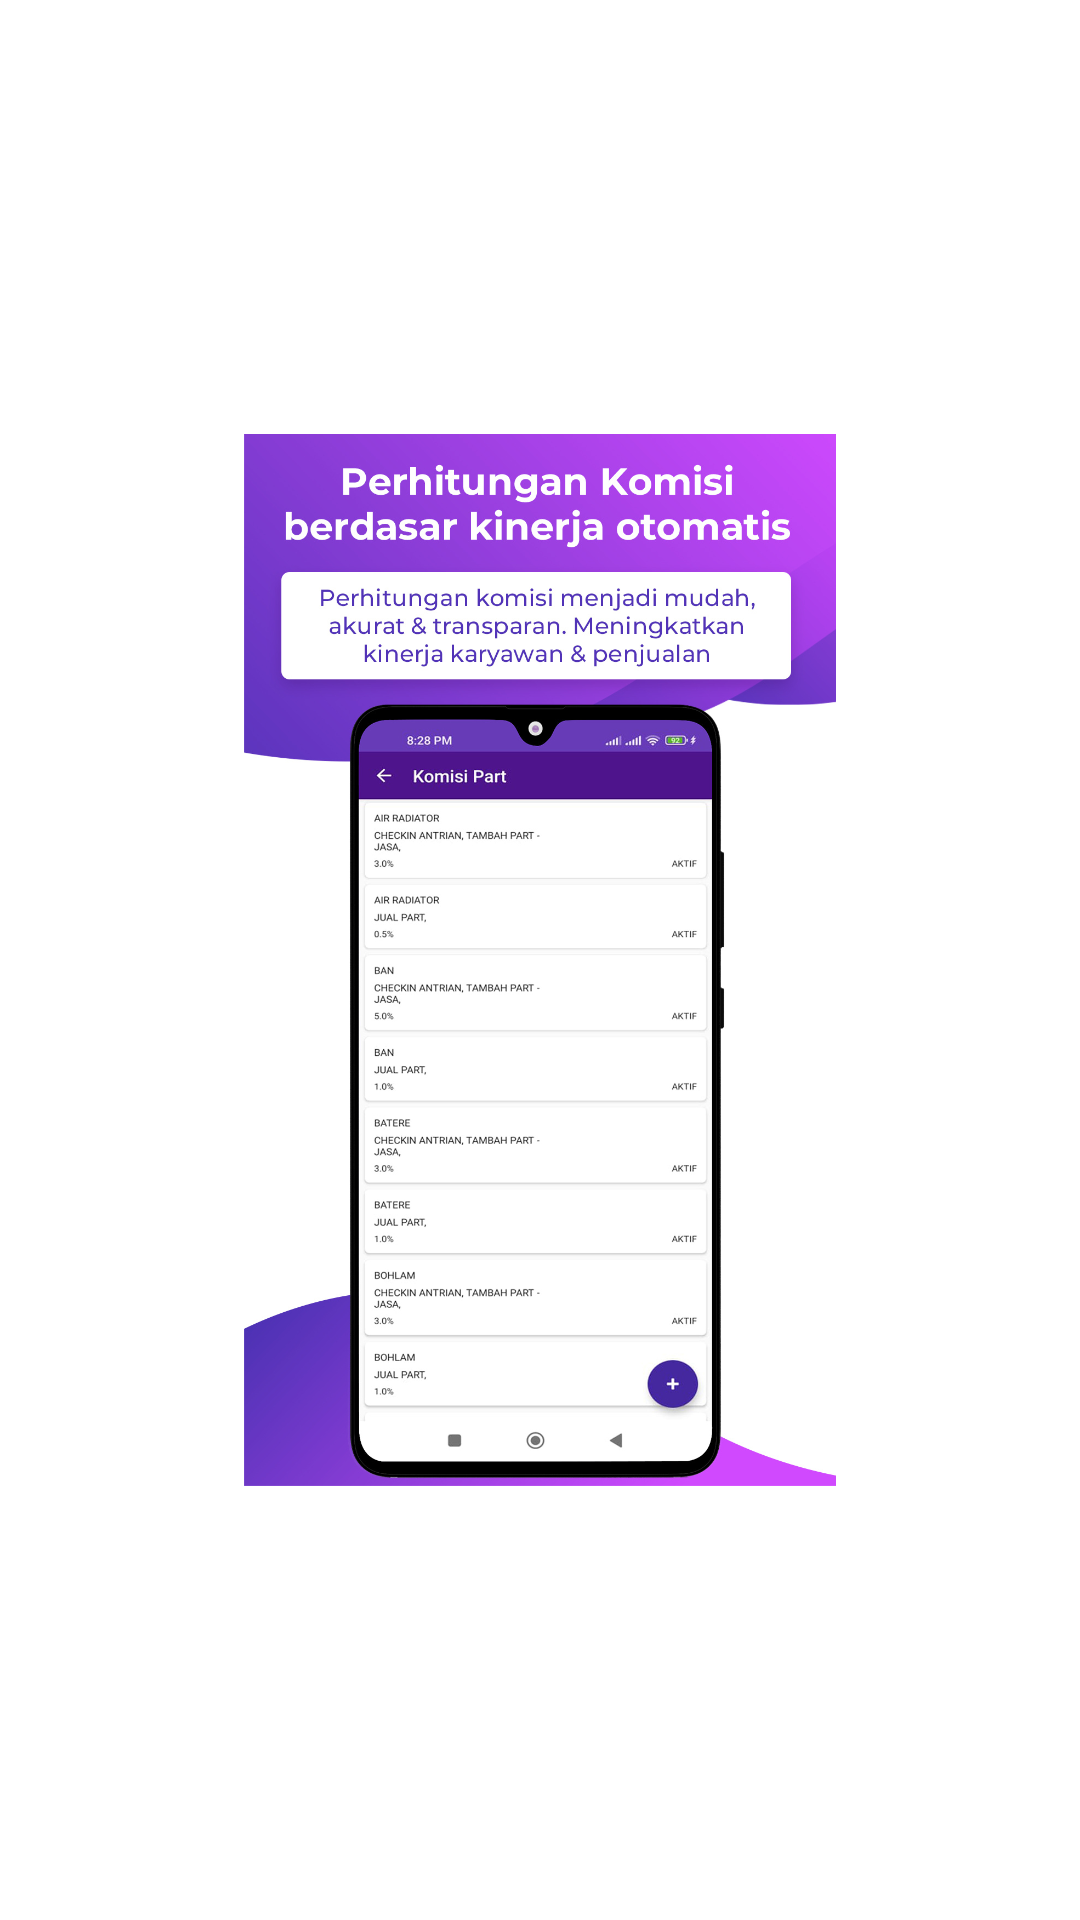 Perhitungan Komisi
berdasar kinerja otomatis
Perhitungan komisi menjadi mudah,
akurat & transparan. Meningkatkan
kinerja karyawan & penjualan
8:28 PM
92
Komisi Part
AIR RADIATOR
CHECKIN ANTRIAN, TAMBAH PART -
JASA,
3.0% AKTIF
AIR RADIATOR
JUAL PART,
0.5% AKTIF
BAN
CHECKIN ANTRIAN, TAMBAH PART -
JASA,
5.0% AKTIF
BAN
JUAL PART,
1.0% AKTIF
BATERE
CHECKIN ANTRIAN, TAMBAH PART -
JASA,
3.0% AKTIF
BATERE
JUAL PART,
1.0% AKTIF
BOHLAM
CHECKIN ANTRIAN, TAMBAH PART -
JASA,
3.0% AKTIF
BOHLAM
JUAL PART,
1.0%
+